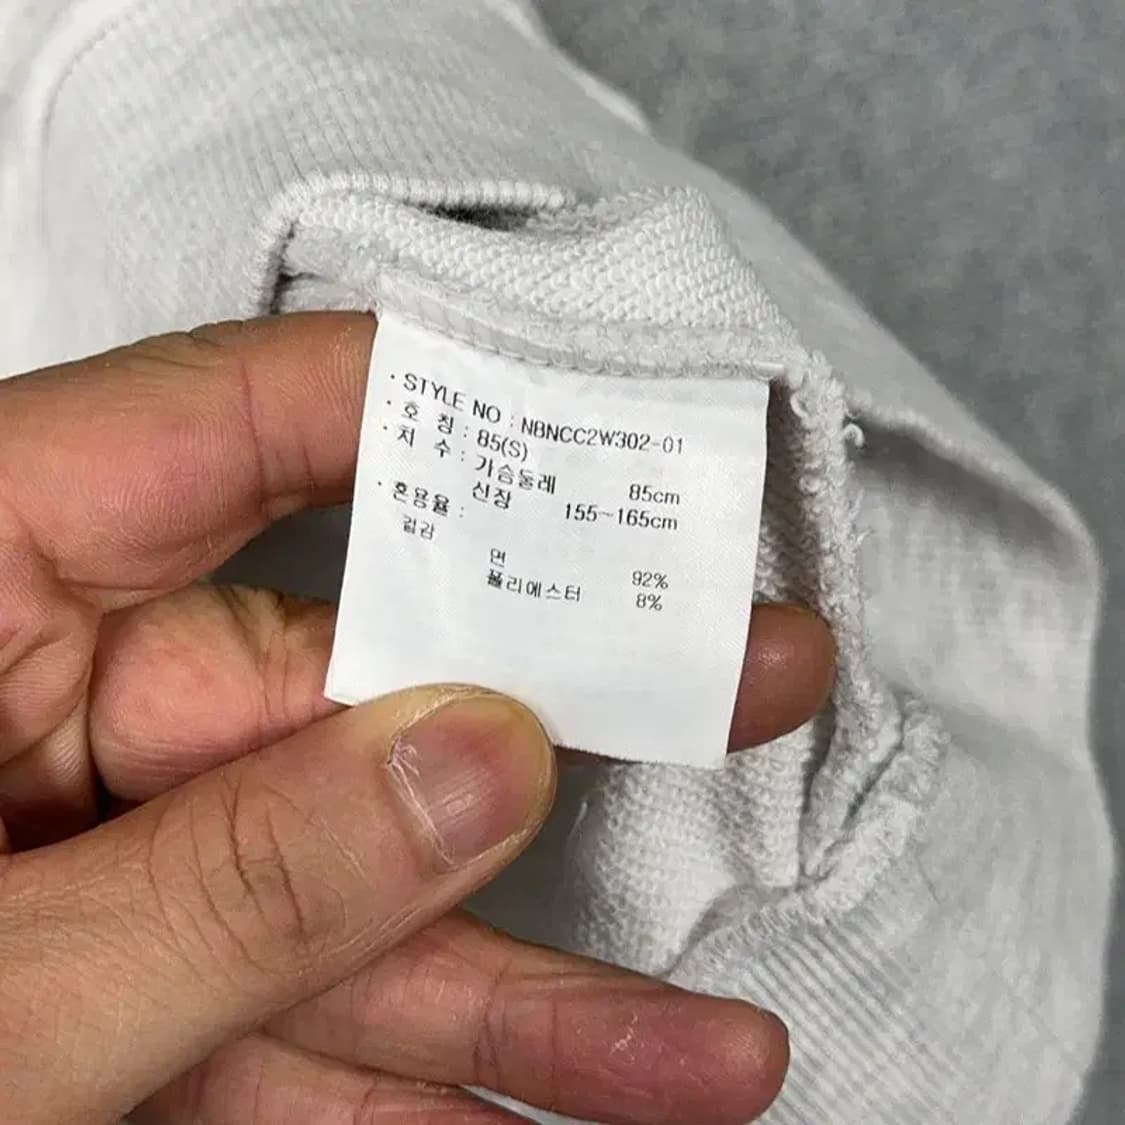 · STYLE NO : NBNCC2W302-01
· 호 칭 : 85(S)
· 치 수 : 가슴둘레 85cm
신장 155~165cm
· 혼용율 :
겉감
면 92%
폴리에스터 8%